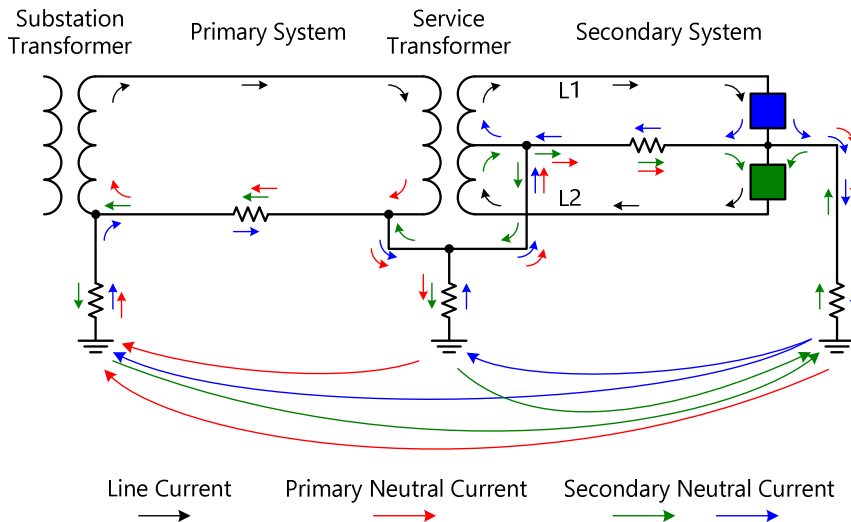 Substation
Transformer
Primary System
Service
Transformer
Secondary System
L1
L2
Line Current
Primary Neutral Current
Secondary Neutral Current